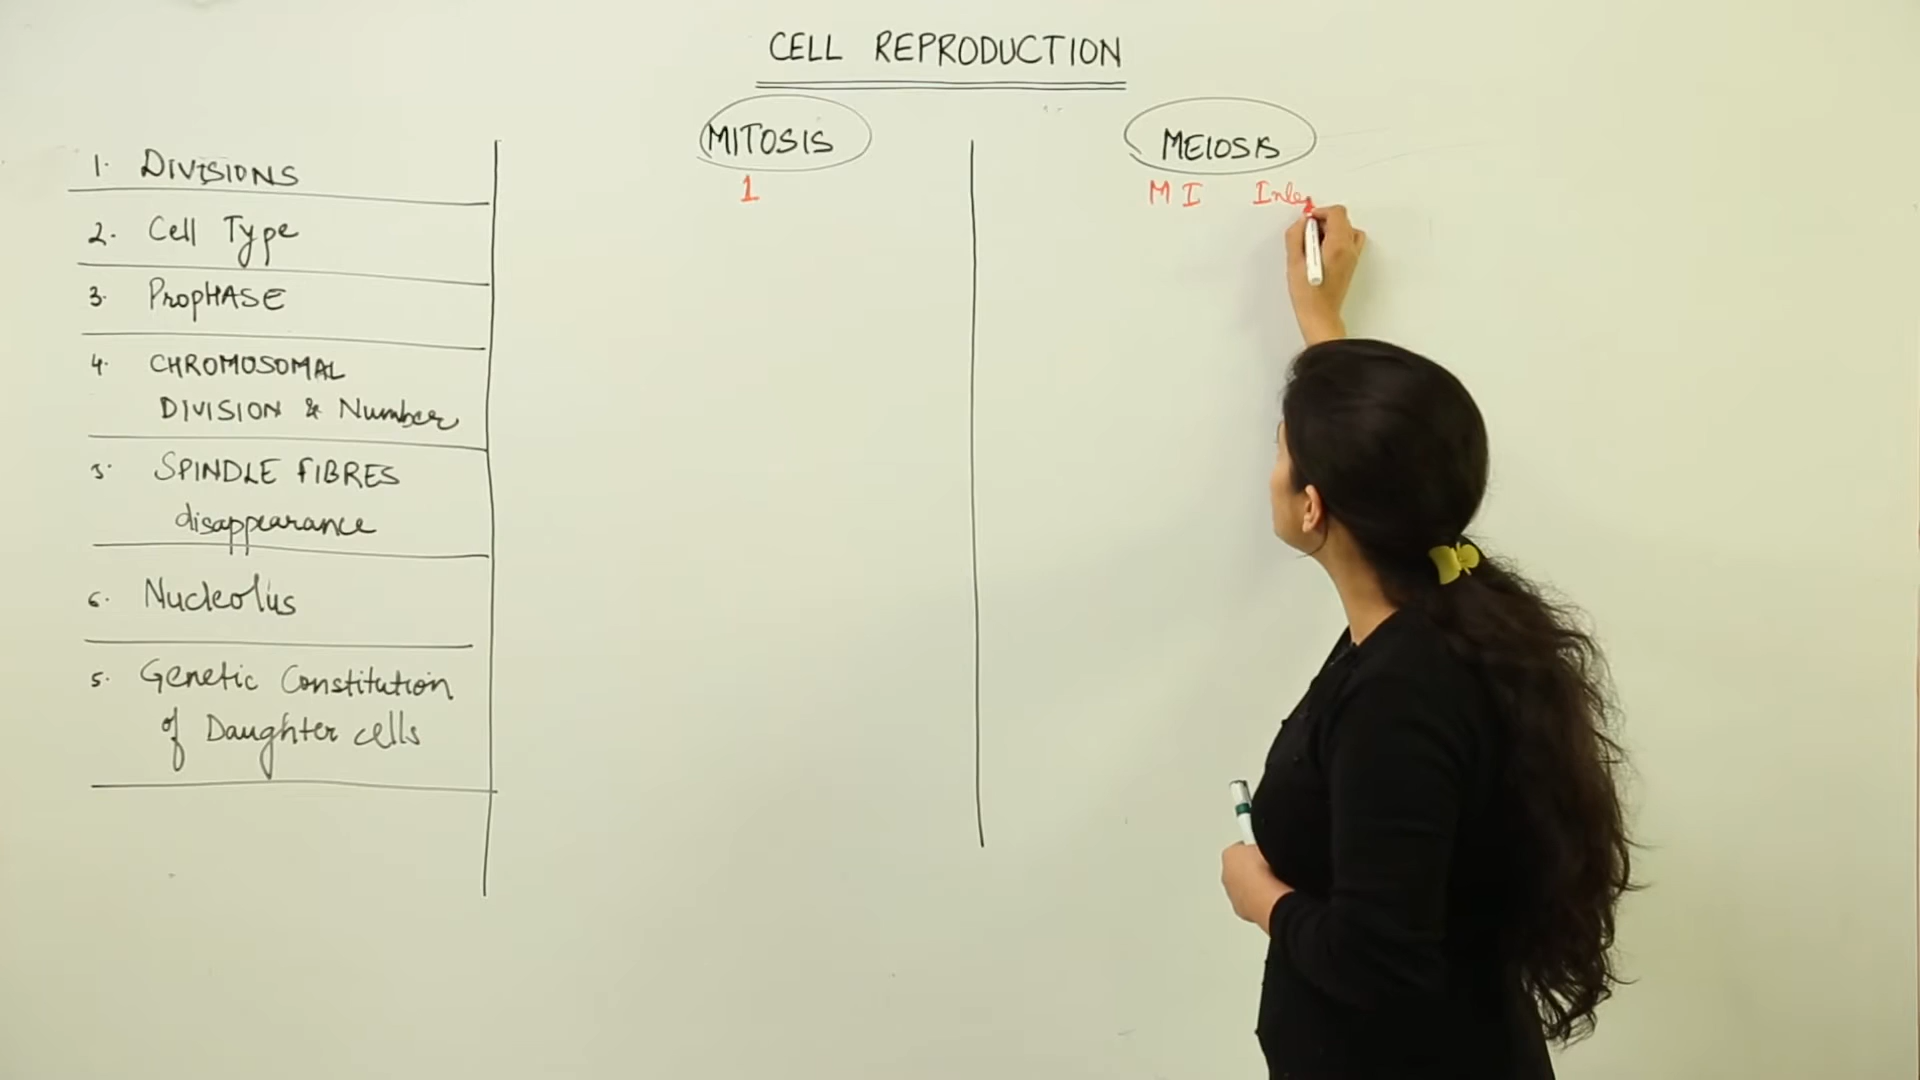 CELL REPRODUCTION
MITOSIS
MEIOSIS
1. DIVISIONS
1
M I Inte
2. Cell Type
3. PropHASE
4. CHROMOSOMAL
DIVISION & Number
5. SPINDLE FIBRES
disappearance
6. Nucleolus
5. Genetic Constitution
of Daughter cells